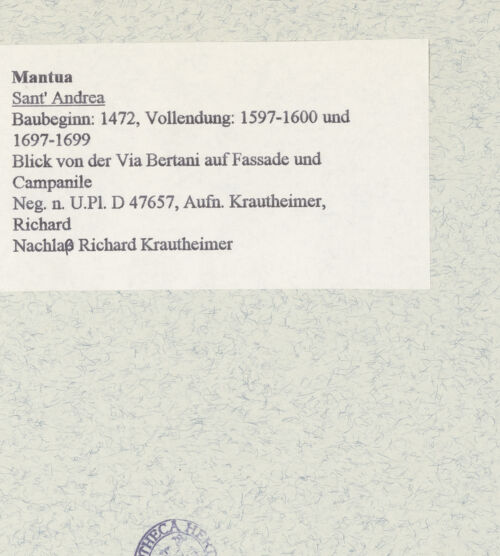 Mantua
Sant' Andrea
Baubeginn: 1472, Vollendung: 1597-1600 und
1697-1699
Blick von der Via Bertani auf Fassade und
Campanile
Neg. n. U.Pl. D 47657, Aufn. Krautheimer,
Richard
Nachlaß Richard Krautheimer